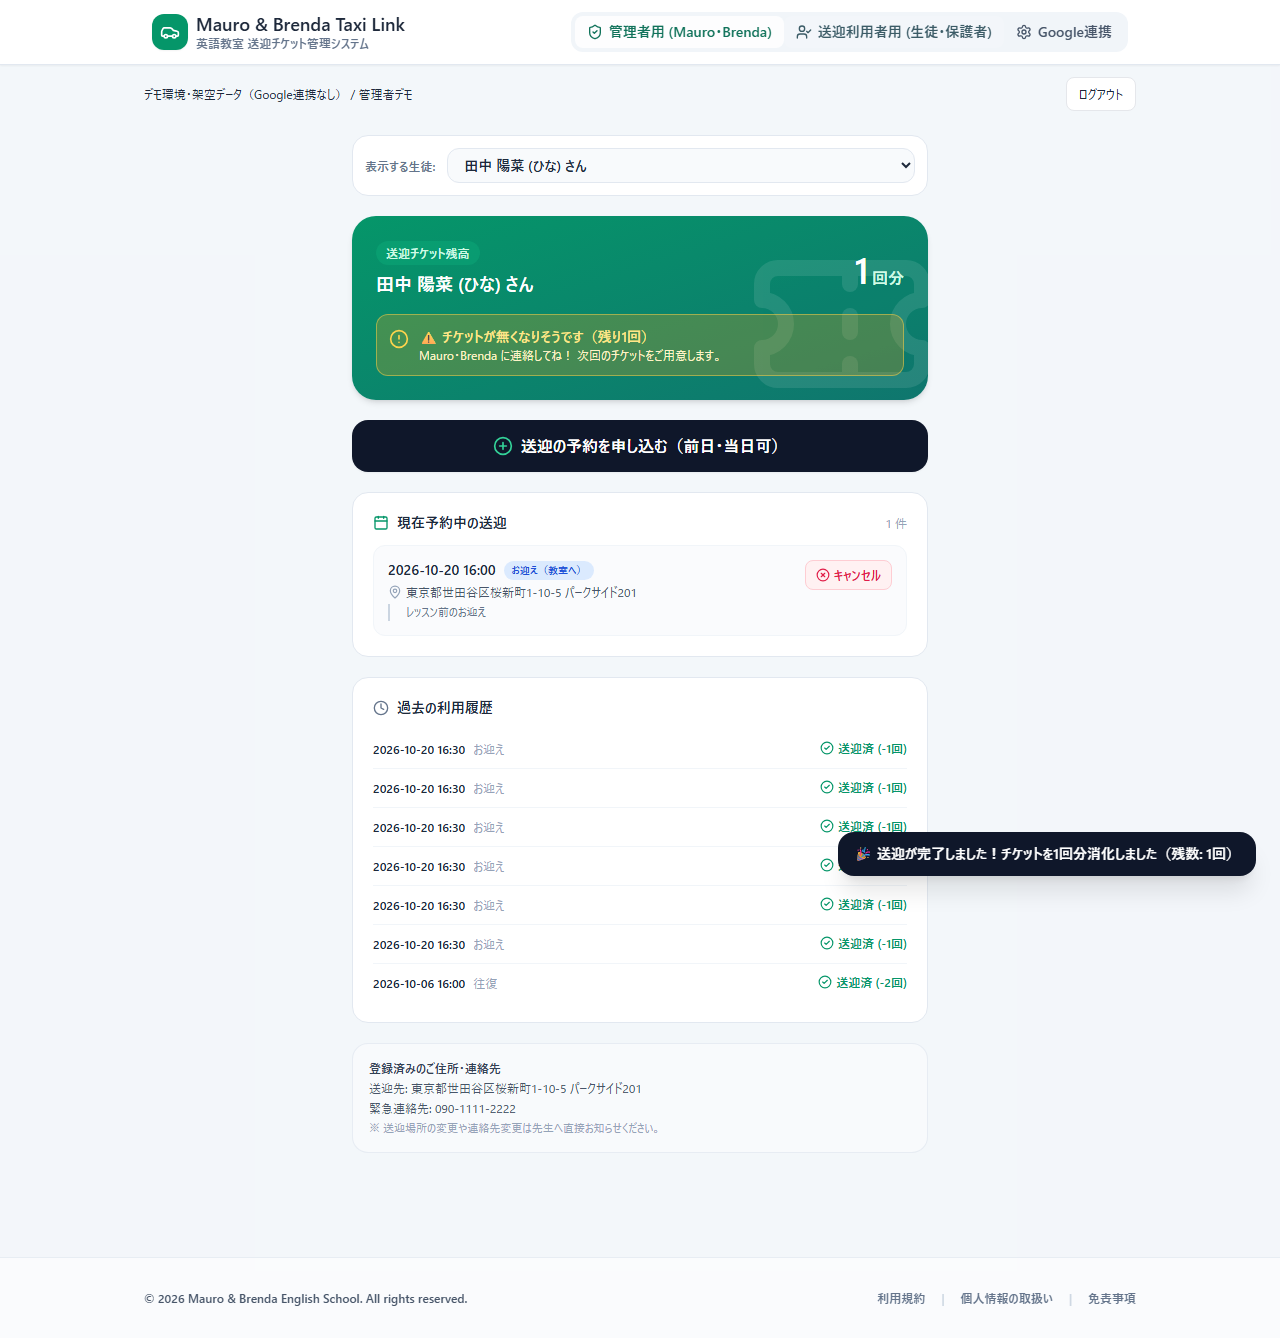 Mauro & Brenda Taxi Link
英語教室 送迎チケット管理システム
管理者用 (Mauro・Brenda)
送迎利用者用 (生徒・保護者)
Google連携
デモ環境・架空データ（Google連携なし） / 管理者デモ
ログアウト
表示する生徒:
田中 陽菜 (ひな) さん
送迎チケット残高
田中 陽菜 (ひな) さん
1回分
⚠️ チケットが無くなりそうです（残り1回）
Mauro・Brenda に連絡してね！ 次回のチケットをご用意します。
送迎の予約を申し込む（前日・当日可）
現在予約中の送迎
1 件
2026-10-20 16:00 お迎え（教室へ）
キャンセル
東京都世田谷区桜新町1-10-5 パークサイド201
レッスン前のお迎え
過去の利用履歴
2026-10-20 16:30 お迎え
送迎済 (-1回)
2026-10-20 16:30 お迎え
送迎済 (-1回)
2026-10-20 16:30 お迎え
送迎済 (-1回)
🎉 送迎が完了しました！チケットを1回分消化しました（残数: 1回）
2026-10-20 16:30 お迎え
2026-10-20 16:30 お迎え
送迎済 (-1回)
2026-10-20 16:30 お迎え
送迎済 (-1回)
2026-10-06 16:00 往復
送迎済 (-2回)
登録済みのご住所・連絡先
送迎先: 東京都世田谷区桜新町1-10-5 パークサイド201
緊急連絡先: 090-1111-2222
※ 送迎場所の変更や連絡先変更は先生へ直接お知らせください。
© 2026 Mauro & Brenda English School. All rights reserved.
利用規約 | 個人情報の取扱い | 免責事項